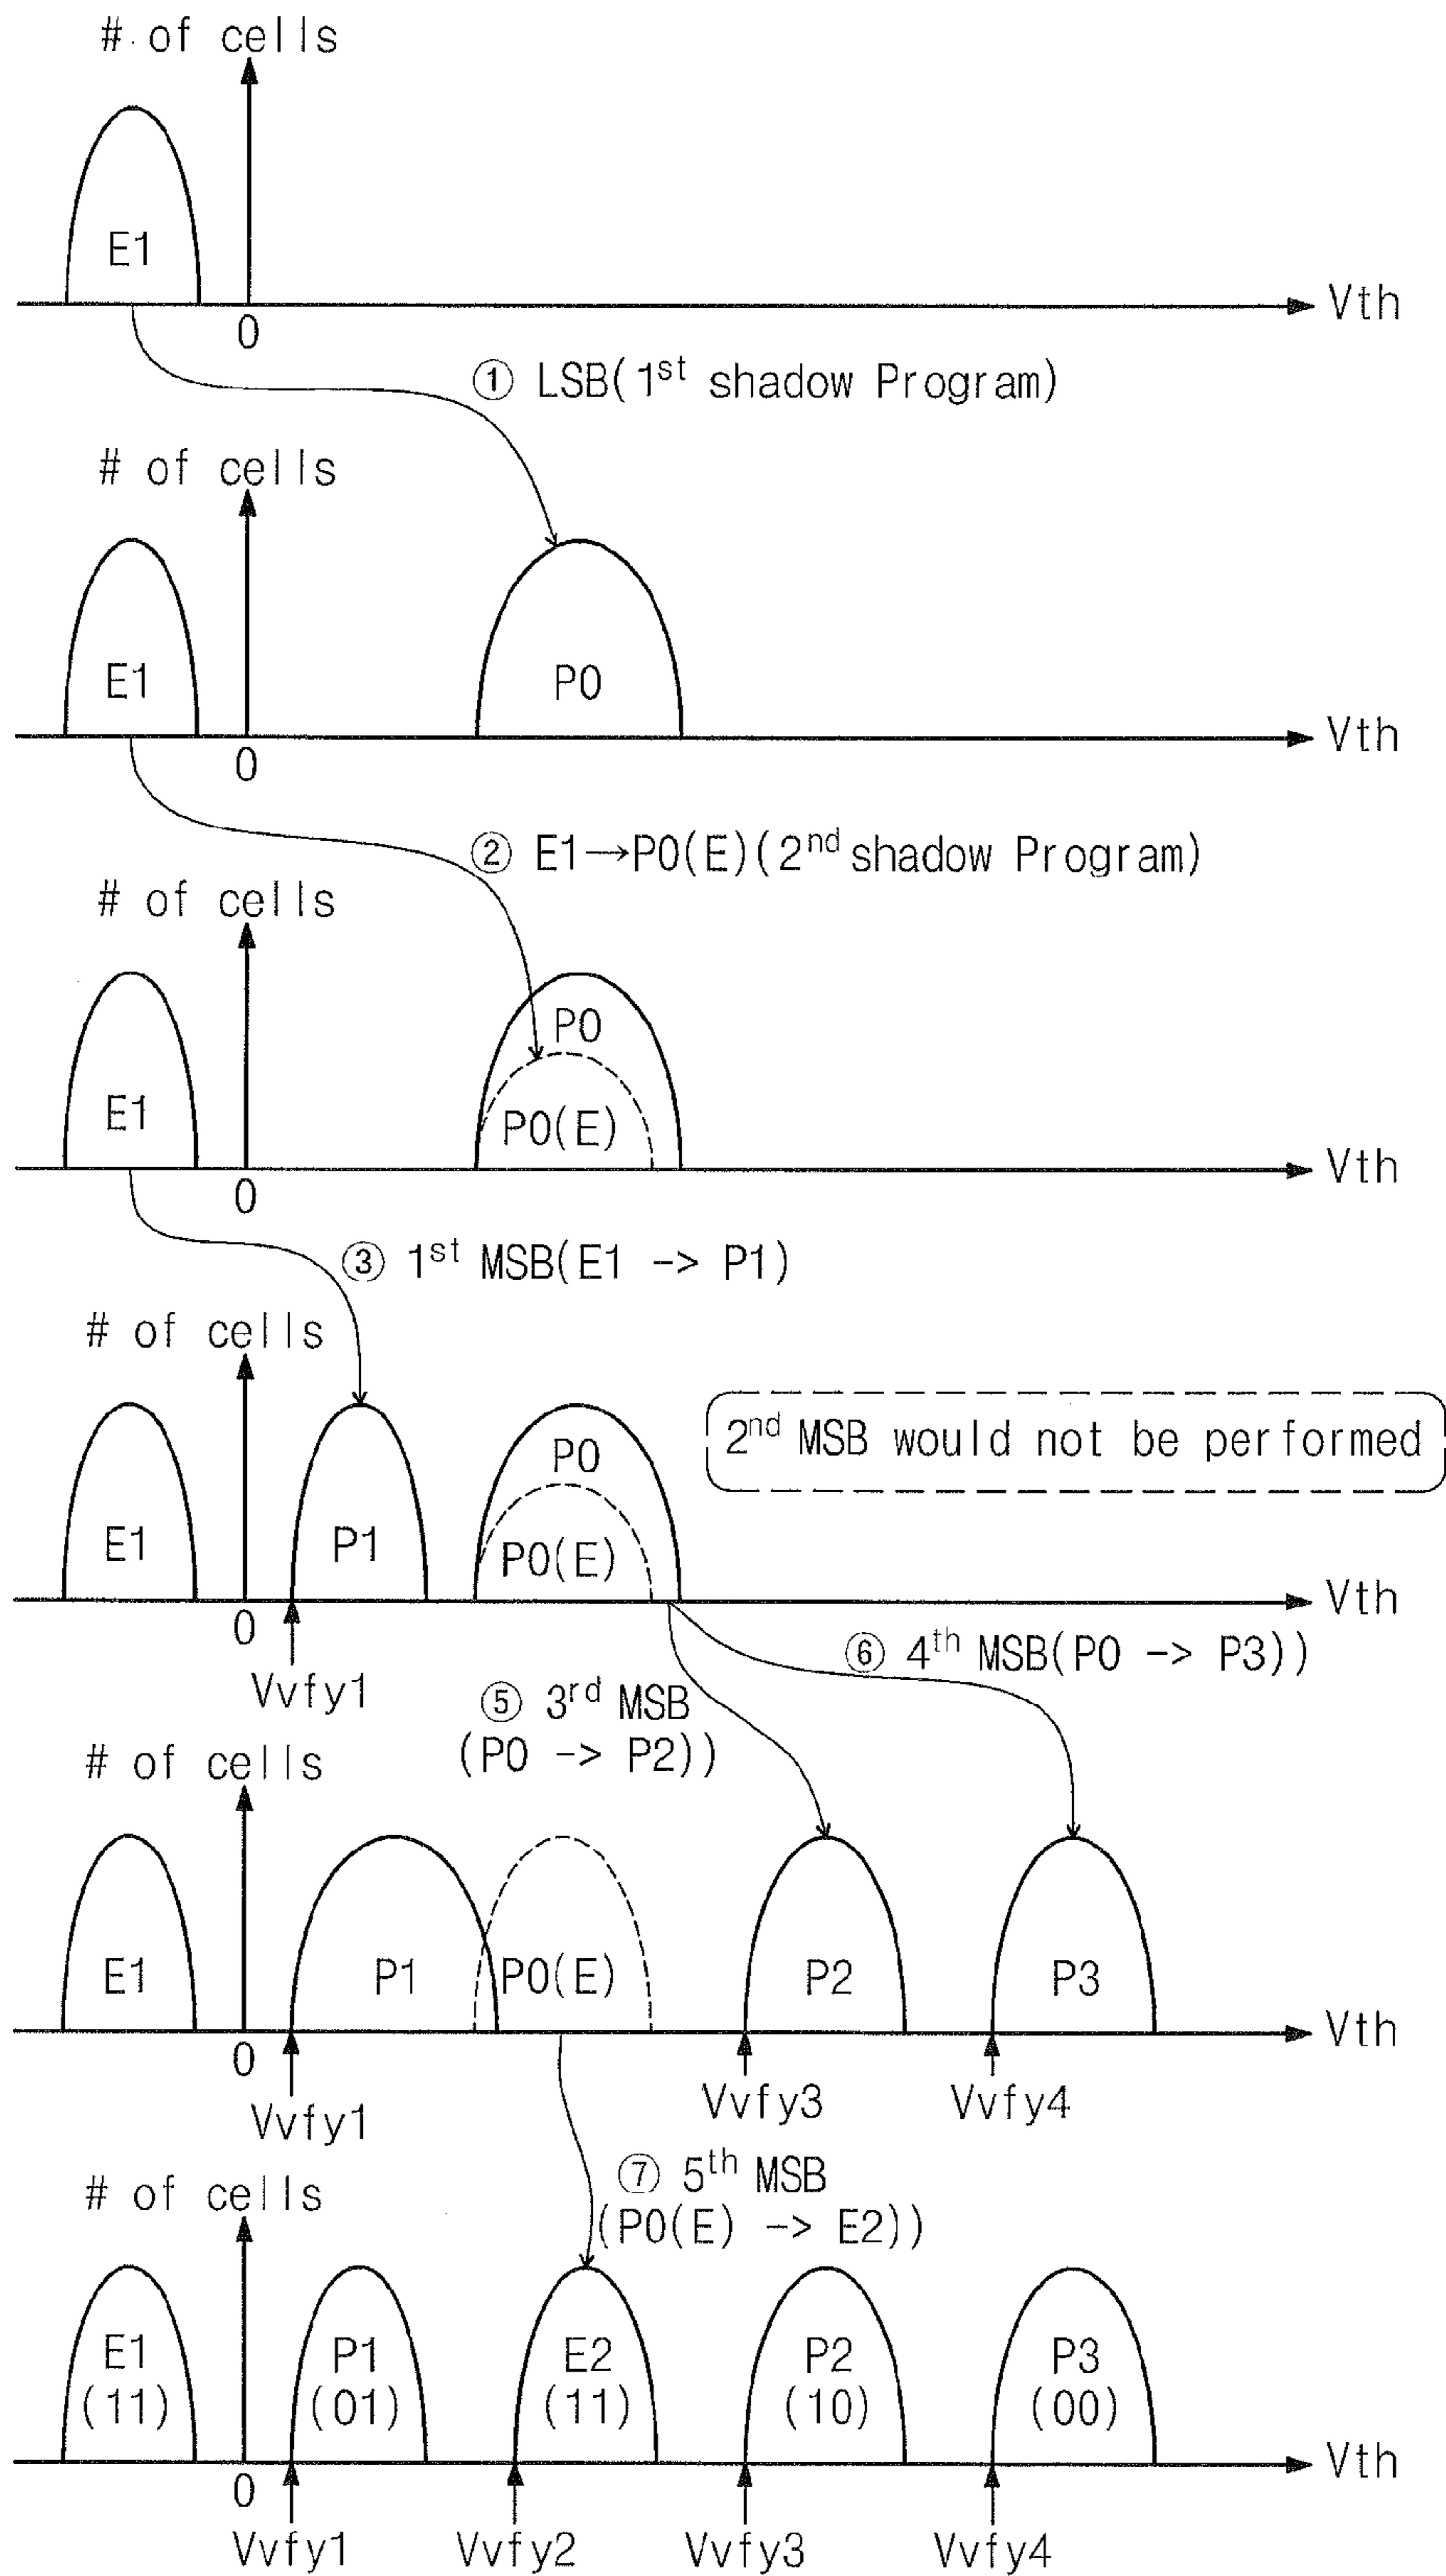 # of cells
E1
0
Vth
① LSB(1st shadow Program)
# of cells
E1
P0
0
Vth
② E1→P0(E)(2nd shadow Program)
# of cells
E1
P0
P0(E)
0
Vth
③ 1st MSB(E1 -> P1)
# of cells
2nd MSB would not be performed
E1
P1
P0
P0(E)
0
Vth
Vvfy1
⑥ 4th MSB(P0 -> P3))
⑤ 3rd MSB
(P0 -> P2))
# of cells
E1
P1
P0(E)
P2
P3
0
Vth
Vvfy1
Vvfy3
Vvfy4
⑦ 5th MSB
(P0(E) -> E2))
# of cells
E1
(11)
P1
(01)
E2
(11)
P2
(10)
P3
(00)
0
Vth
Vvfy1
Vvfy2
Vvfy3
Vvfy4